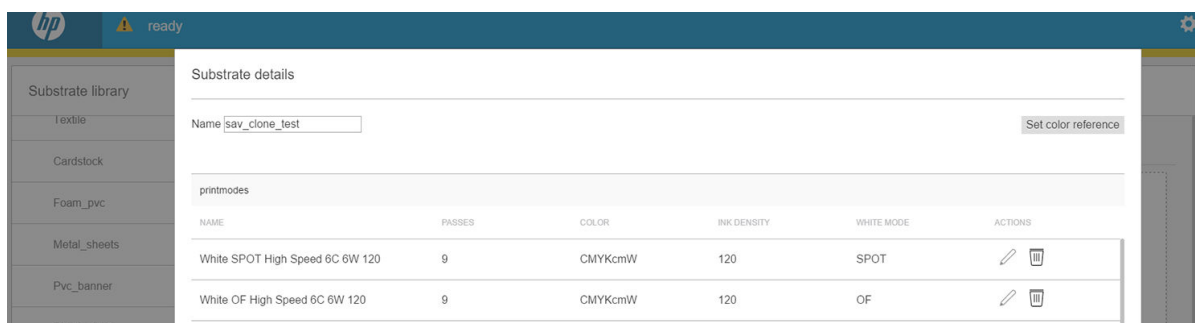 hp ready
Substrate details
Substrate library
Textile
Name sav_clone_test Set color reference
Cardstock
printmodes
Foam_pvc
NAME PASSES COLOR INK DENSITY WHITE MODE ACTIONS
Metal_sheets
White SPOT High Speed 6C 6W 120 9 CMYKcmW 120 SPOT
Pvc_banner
White OF High Speed 6C 6W 120 9 CMYKcmW 120 OF